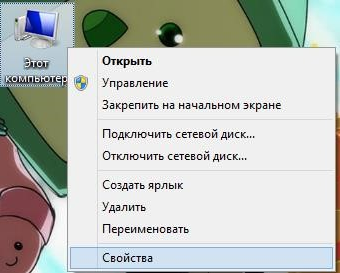 Этот
компьютер
Открыть
Управление
Закрепить на начальном экране
Подключить сетевой диск...
Отключить сетевой диск...
Создать ярлык
Удалить
Переименовать
Свойства